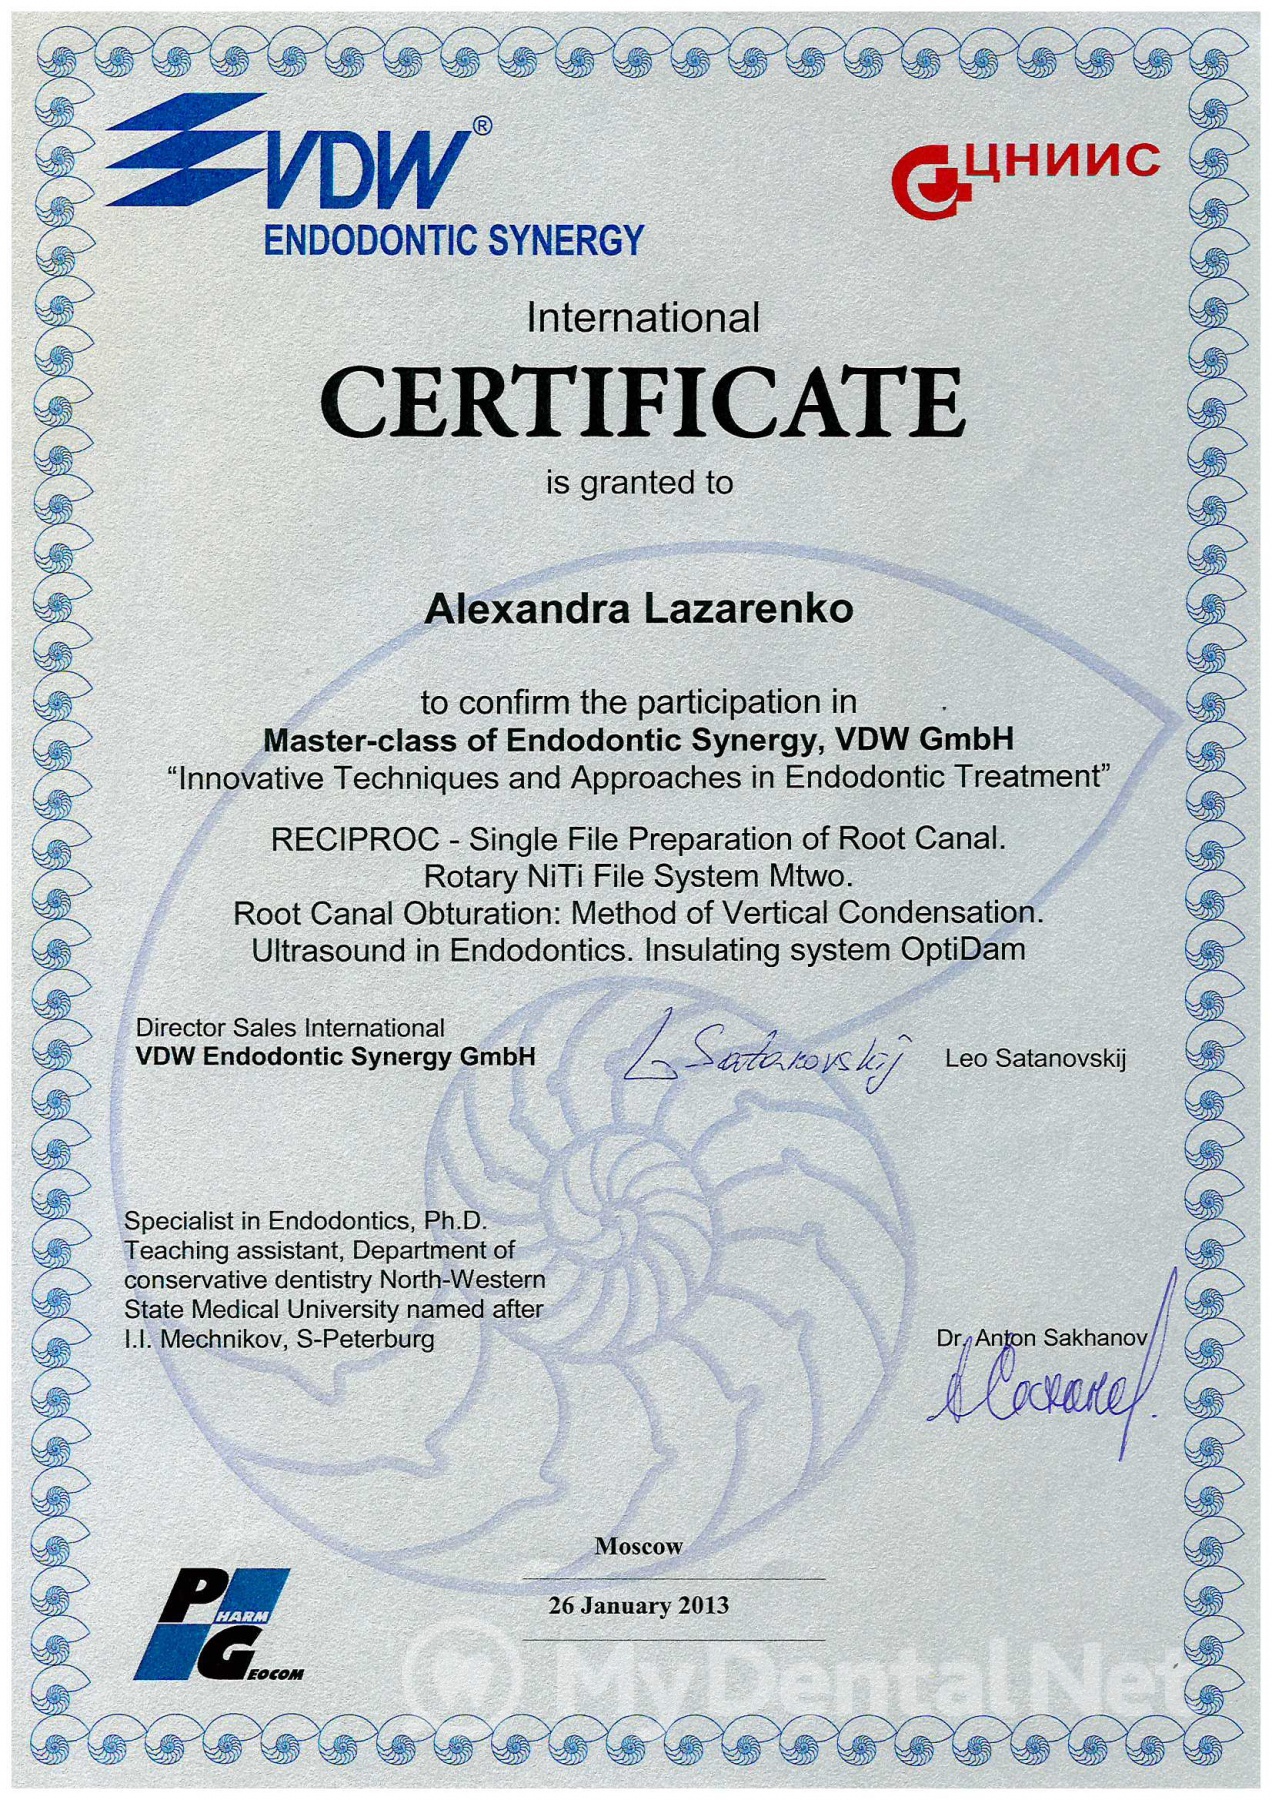 VDW®
ENDODONTIC SYNERGY
ЦНИИС
International
CERTIFICATE
is granted to
Alexandra Lazarenko
to confirm the participation in
Master-class of Endodontic Synergy, VDW GmbH
“Innovative Techniques and Approaches in Endodontic Treatment”
RECIPROC - Single File Preparation of Root Canal.
Rotary NiTi File System Mtwo.
Root Canal Obturation: Method of Vertical Condensation.
Ultrasound in Endodontics. Insulating system OptiDam
Director Sales International
VDW Endodontic Synergy GmbH
L Satanovskij
Leo Satanovskij
Specialist in Endodontics, Ph.D.
Teaching assistant, Department of
conservative dentistry North-Western
State Medical University named after
I.I. Mechnikov, S-Peterburg
Dr. Anton Sakhanov
Moscow
26 January 2013
PHARM
GEOCOM
My Dental Net